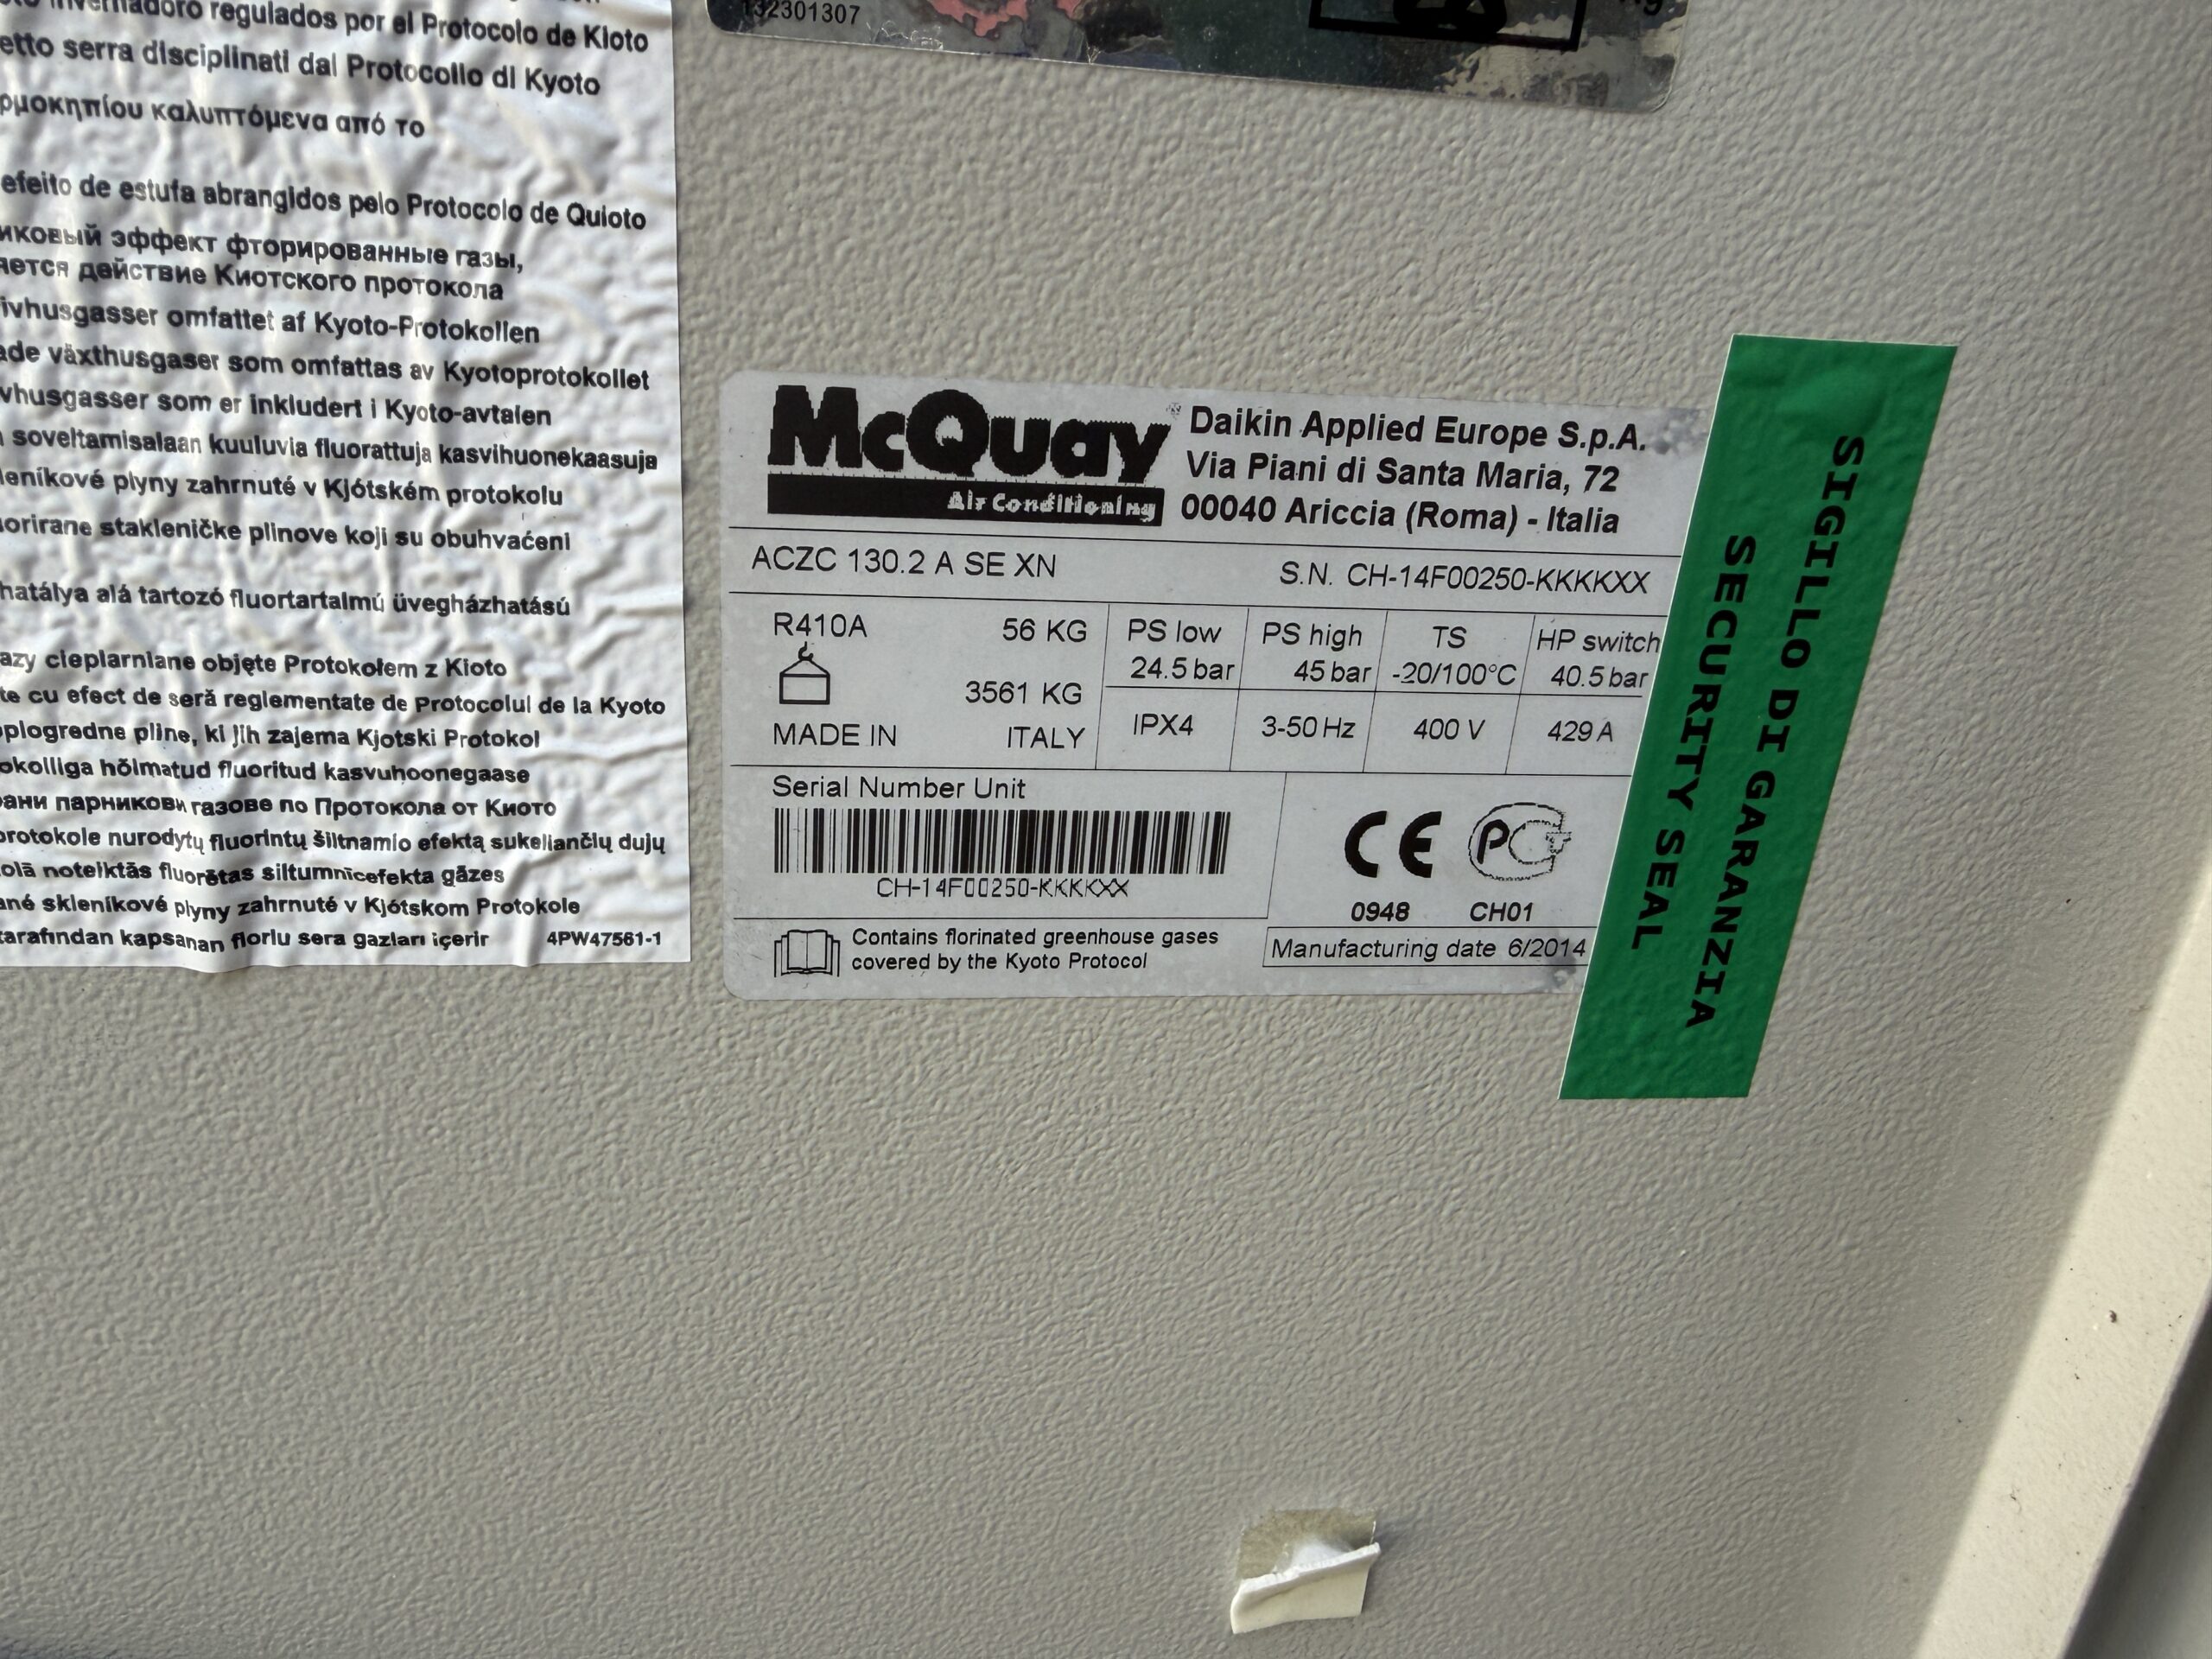 regulados por el Protocolo de Kioto
etto serra disciplinati dal Protocollo di Kyoto
ρμοκηπίου καλυπτόμενα από το
efeito de estufa abrangidos pelo Protocolo de Quioto
иковый эффект фторированные газы,
яется действие Киотского протокола
ivhusgasser omfattet af Kyoto-Protokollen
ade växthusgaser som omfattas av Kyotoprotokollet
vhusgasser som er inkludert i Kyoto-avtalen
soveltamisalaan kuuluvia fluorattuja kasvihuonekaasuja
leníkové plyny zahrnuté v Kjótském protokolu
uorirane stakleničke plinove koji su obuhvaćeni
hatálya alá tartozó fluortartalmú üvegházhatású
azy cieplarniane objęte Protokołem z Kioto
te cu efect de seră reglementate de Protocolul de la Kyoto
oplogredne pline, ki jih zajema Kjotski Protokol
okolliga hõlmatud fluoritud kasvuhoonegaase
ани парникови газове по Протокола от Киото
protokole nurodytų fluorintų šiltnamio efektą sukeliančių dujų
olā noteiktās fluorētas siltumnīcefekta gāzes
ané skleníkové plyny zahrnuté v Kjótskom Protokole
tarafından kapsanan florlu sera gazları içerir 4PW47561-1
132301307
McQuay
Air Conditioning
Daikin Applied Europe S.p.A.
Via Piani di Santa Maria, 72
00040 Ariccia (Roma) - Italia
ACZC 130.2 A SE XN S.N. CH-14F00250-KKKKXX
R410A 56 KG
3561 KG
MADE IN ITALY
PS low PS high TS HP switch
24.5 bar 45 bar -20/100°C 40.5 bar
IPX4 3-50 Hz 400 V 429 A
Serial Number Unit
CH-14F00250-KKKKXX
CE PG
0948 CH01
Contains florinated greenhouse gases
covered by the Kyoto Protocol
Manufacturing date 6/2014
SIGILLO DI GARANZIA
SECURITY SEAL